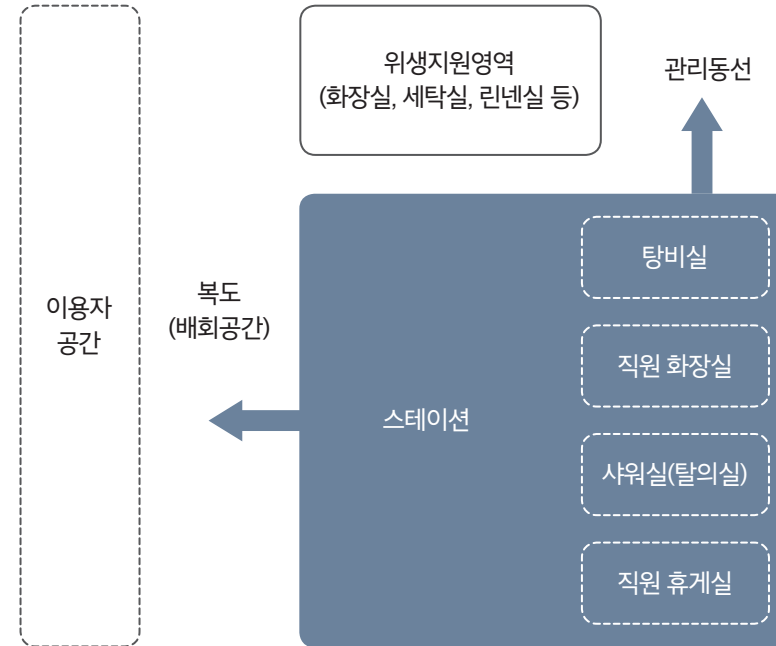 위생지원영역
(화장실, 세탁실, 린넨실 등)
관리동선
탕비실
이용자
공간
복도
(배회공간)
직원 화장실
스테이션
샤워실(탈의실)
직원 휴게실